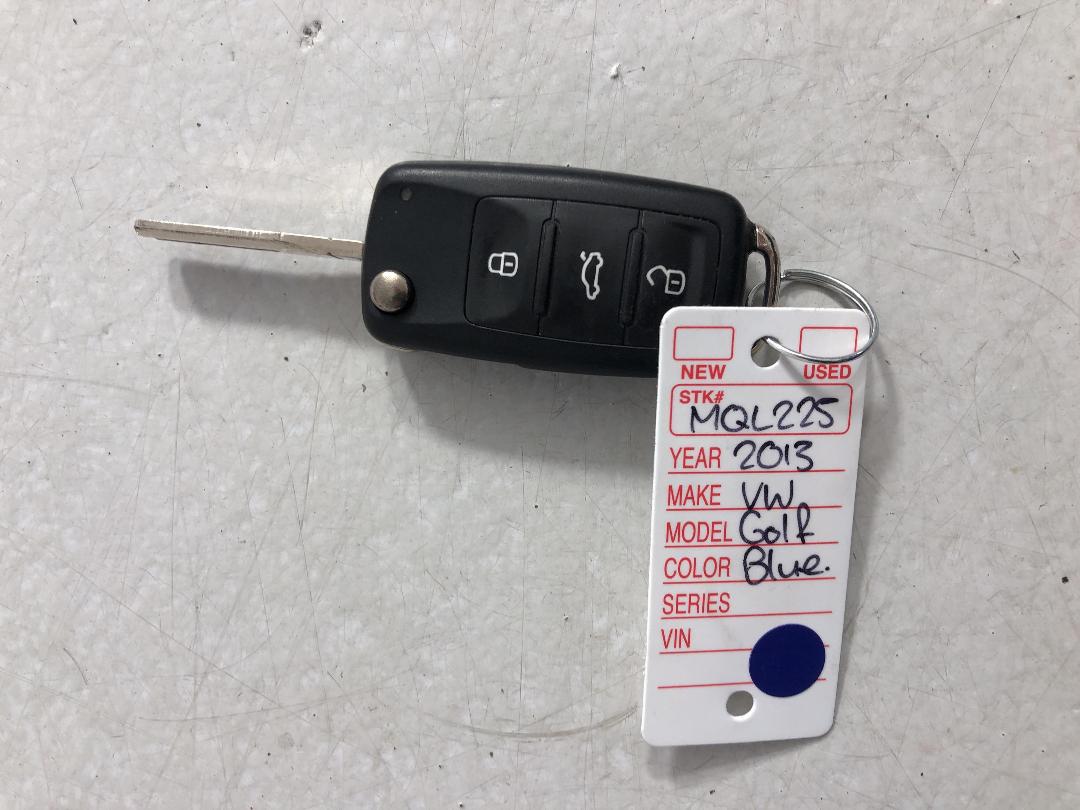 NEW USED
STK# MQL225
YEAR 2013
MAKE VW
MODEL Golf
COLOR Blue.
SERIES
VIN